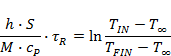 h · S / M · c_P · τ_R = ln T_IN − T_∞ / T_FIN − T_∞